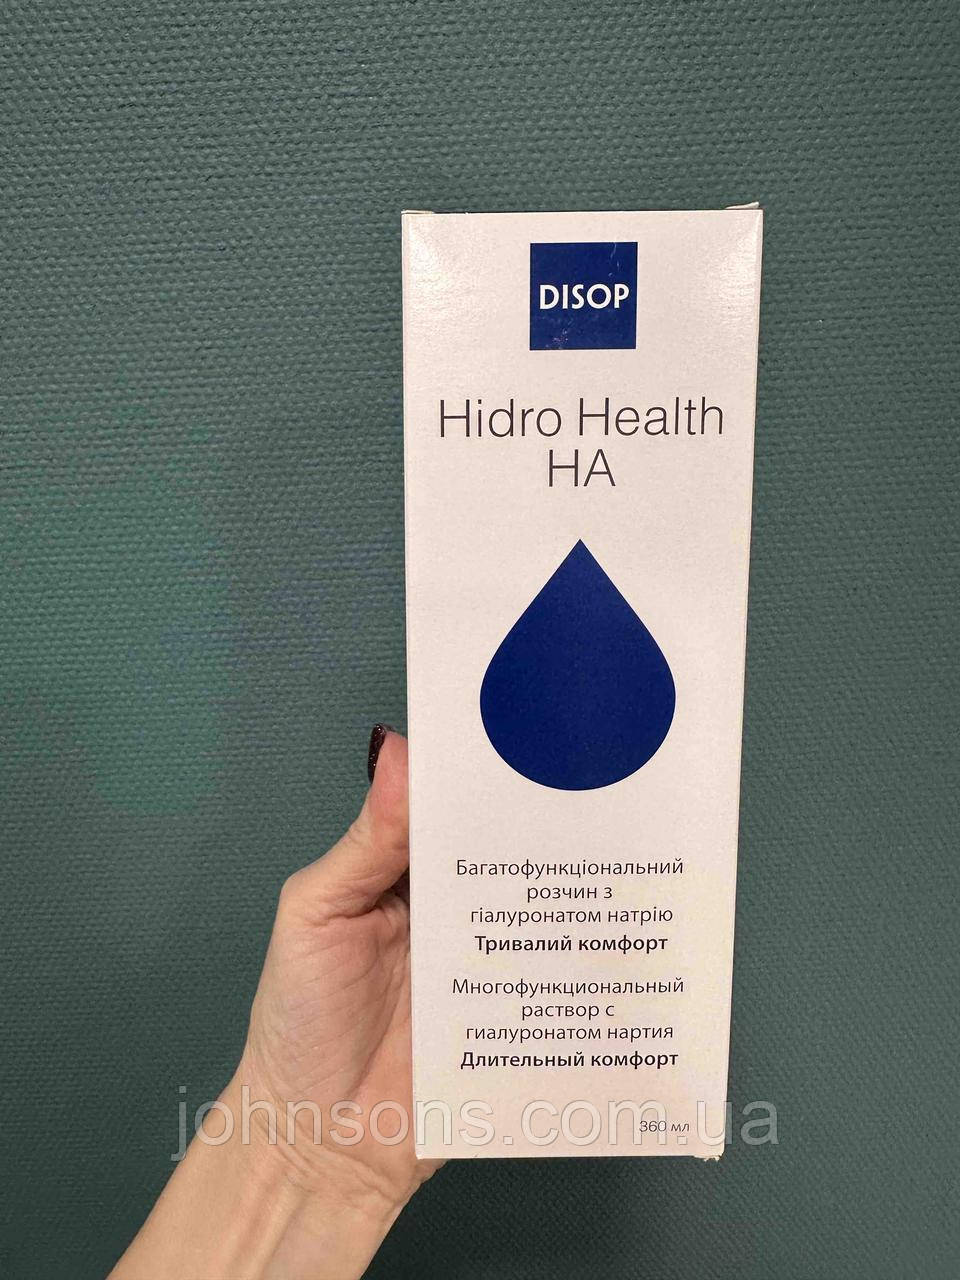 DISOP
Hidro Health
HA
Багатофункціональний
розчин з
гіалуронатом натрію
Тривалий комфорт
Многофункциональный
раствор с
гиалуронатом нартия
Длительный комфорт
360 мл
johnsons.com.ua